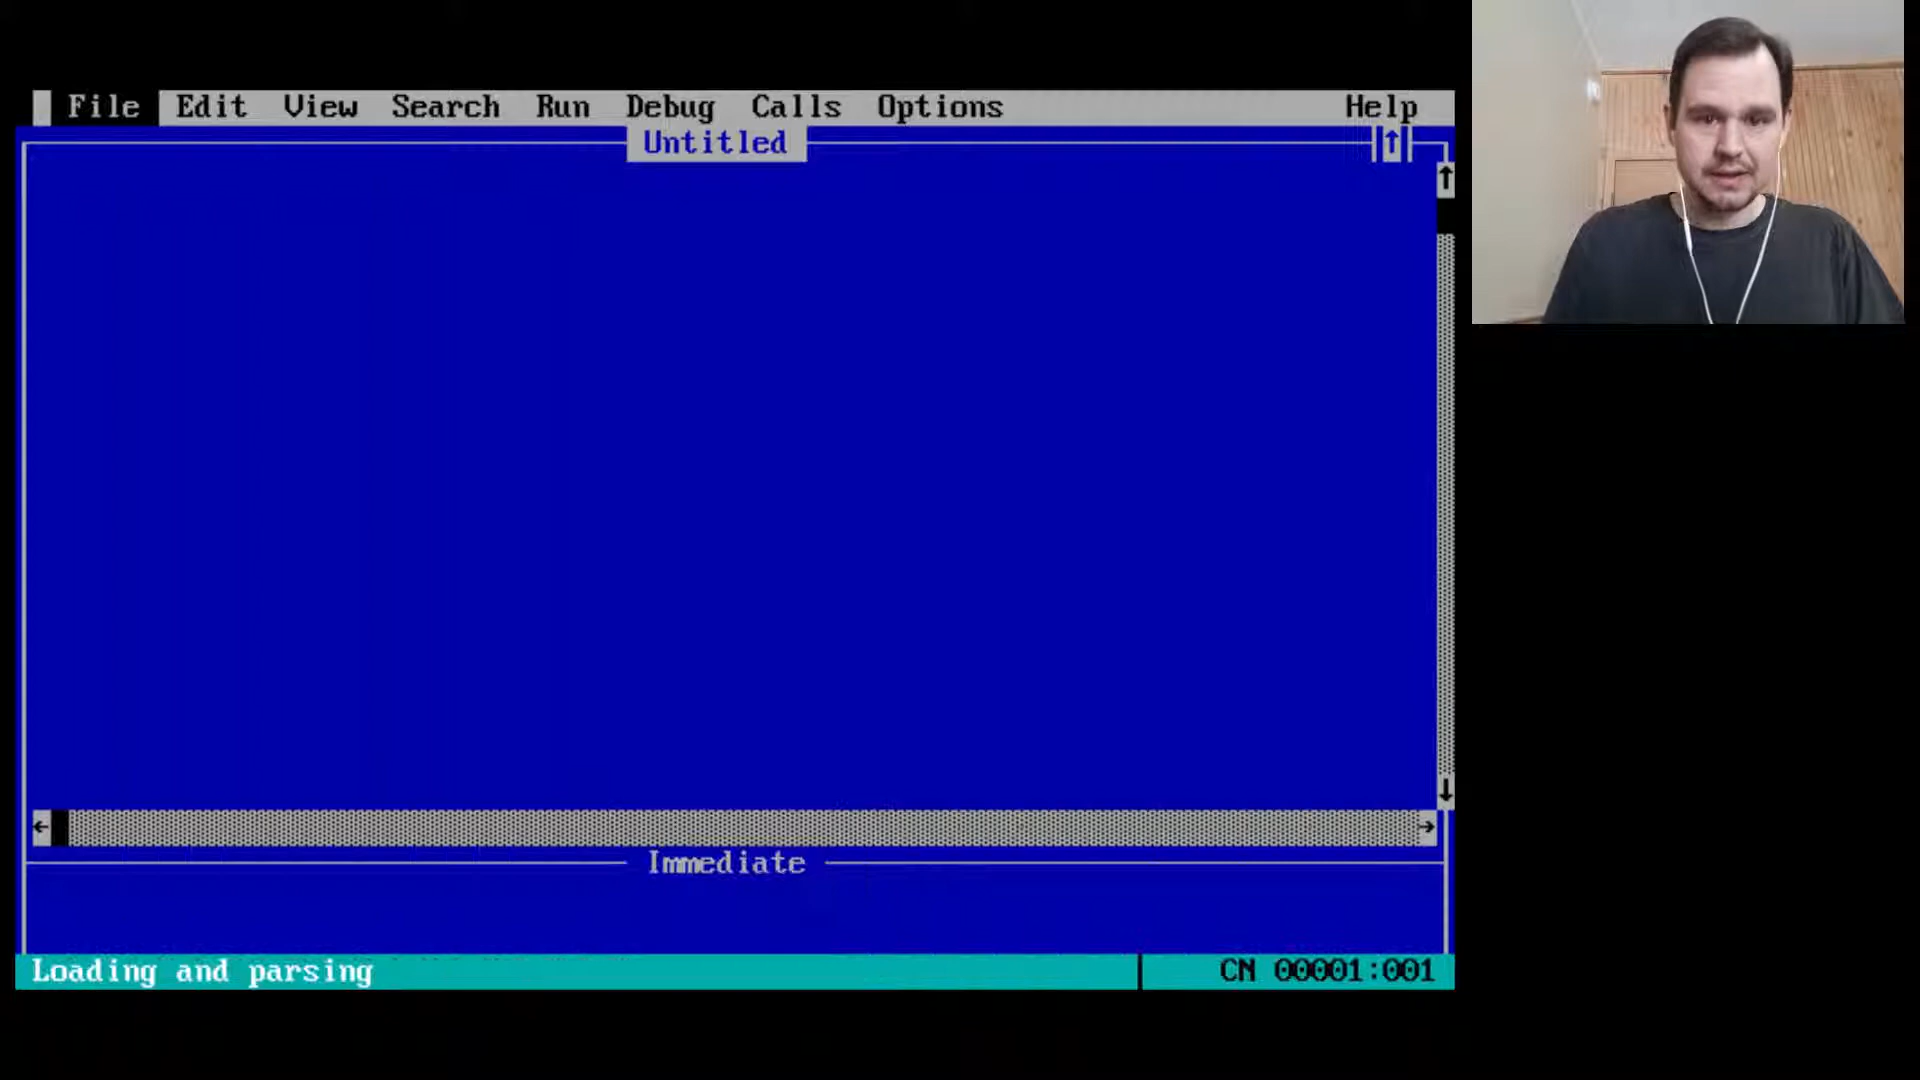 File Edit View Search Run Debug Calls Options Help
Untitled
Immediate
Loading and parsing CN 00001:001